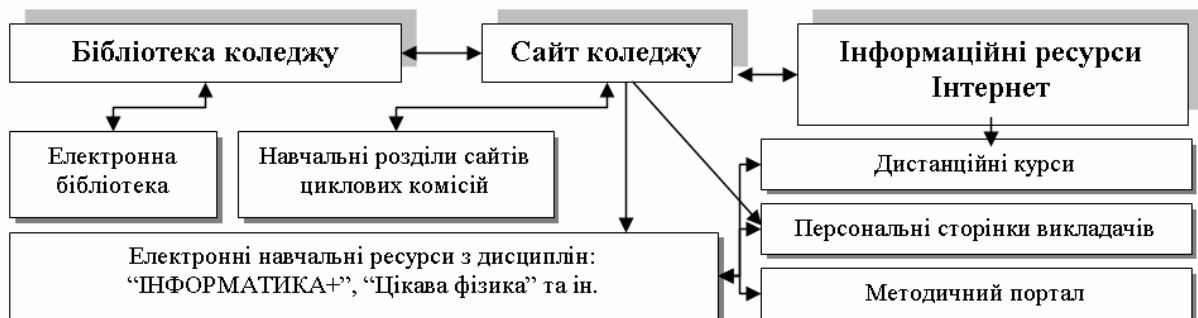 Бібліотека коледжу
Сайт коледжу
Інформаційні ресурси
Інтернет
Електронна
бібліотека
Навчальні розділи сайтів
циклових комісій
Дистанційні курси
Персональні сторінки викладачів
Електронні навчальні ресурси з дисциплін:
“ІНФОРМАТИКА+”, “Цікава фізика” та ін.
Методичний портал